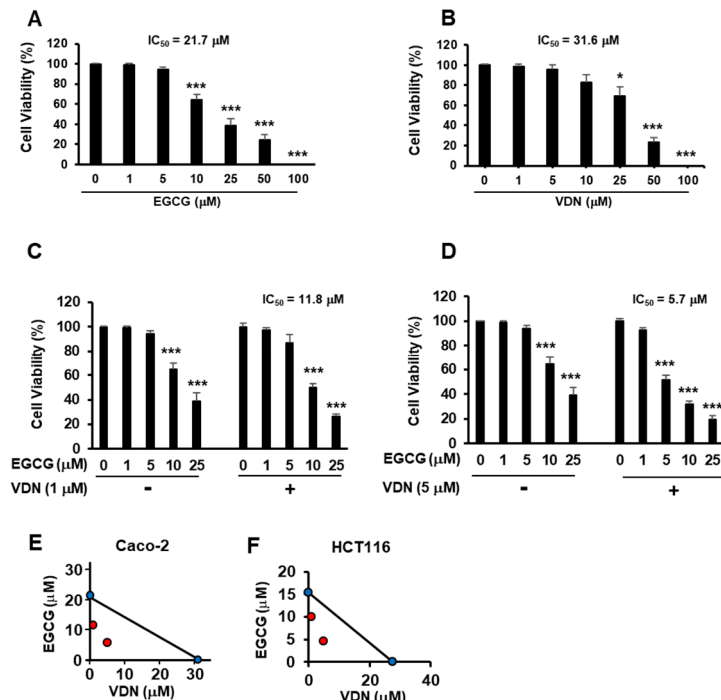 A
IC50 = 21.7 μM
Cell Viability (%)
120
100
80
60
40
20
0
***
***
***
***
0 1 5 10 25 50 100
EGCG (μM)
B
IC50 = 31.6 μM
Cell Viability (%)
120
100
80
60
40
20
0
*
***
***
0 1 5 10 25 50 100
VDN (μM)
C
IC50 = 11.8 μM
Cell Viability (%)
120
100
80
60
40
20
0
***
***
***
***
EGCG (μM) 0 1 5 10 25 0 1 5 10 25
VDN (1 μM) - +
D
IC50 = 5.7 μM
Cell Viability (%)
120
100
80
60
40
20
0
***
***
***
***
***
EGCG (μM) 0 1 5 10 25 0 1 5 10 25
VDN (5 μM) - +
E
Caco-2
EGCG (μM)
30
20
10
0
0 10 20 30
VDN (μM)
F
HCT116
EGCG (μM)
20
15
10
5
0
0 20 40
VDN (μM)